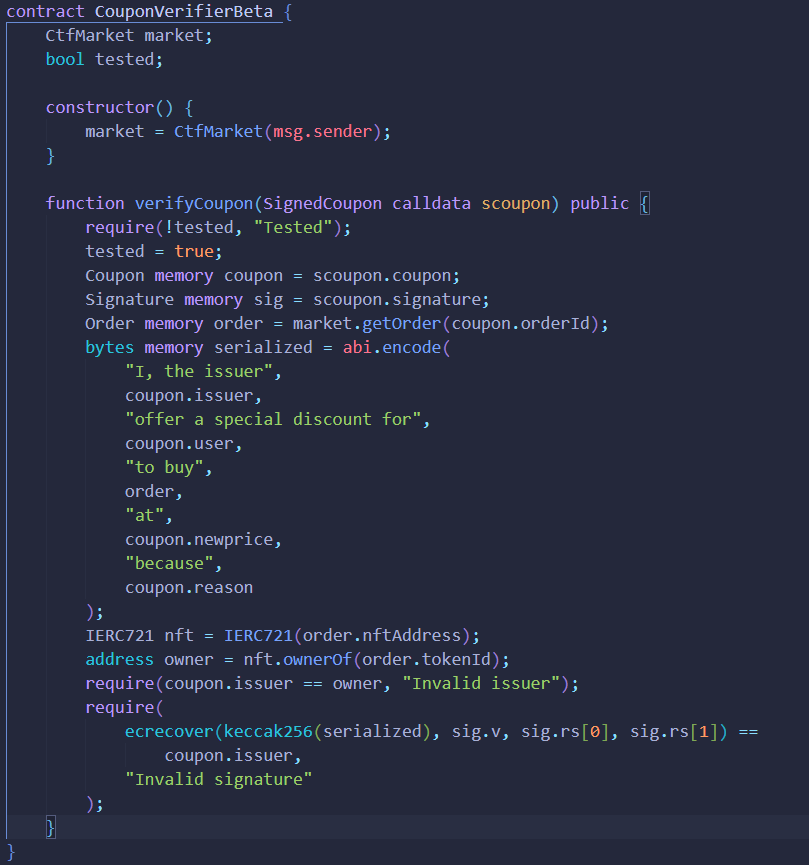 contract CouponVerifierBeta {
    CtfMarket market;
    bool tested;

    constructor() {
        market = CtfMarket(msg.sender);
    }

    function verifyCoupon(SignedCoupon calldata scoupon) public {
        require(!tested, "Tested");
        tested = true;
        Coupon memory coupon = scoupon.coupon;
        Signature memory sig = scoupon.signature;
        Order memory order = market.getOrder(coupon.orderId);
        bytes memory serialized = abi.encode(
            "I, the issuer",
            coupon.issuer,
            "offer a special discount for",
            coupon.user,
            "to buy",
            order,
            "at",
            coupon.newprice,
            "because",
            coupon.reason
        );
        IERC721 nft = IERC721(order.nftAddress);
        address owner = nft.ownerOf(order.tokenId);
        require(coupon.issuer == owner, "Invalid issuer");
        require(
            ecrecover(keccak256(serialized), sig.v, sig.rs[0], sig.rs[1]) ==
                coupon.issuer,
            "Invalid signature"
        );
    }
}